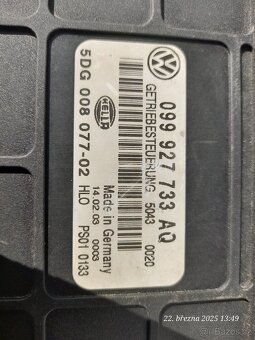 099 927 733 AQ
GETRIEBESTEUERUNG 5043 0020
HELLA
Made in Germany
14.02.03 0003
5DG 008 077-02 HLO PS01 0133
22. března 2025 13:49